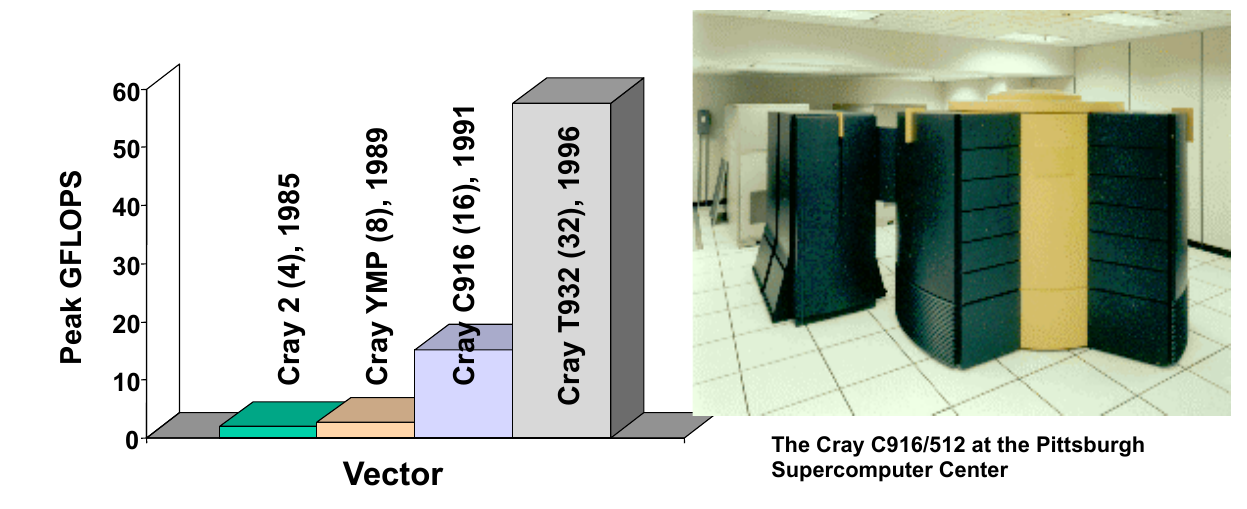 Peak GFLOPS
60
50
40
30
20
10
0
Cray 2 (4), 1985
Cray YMP (8), 1989
Cray C916 (16), 1991
Cray T932 (32), 1996
Vector
The Cray C916/512 at the Pittsburgh
Supercomputer Center